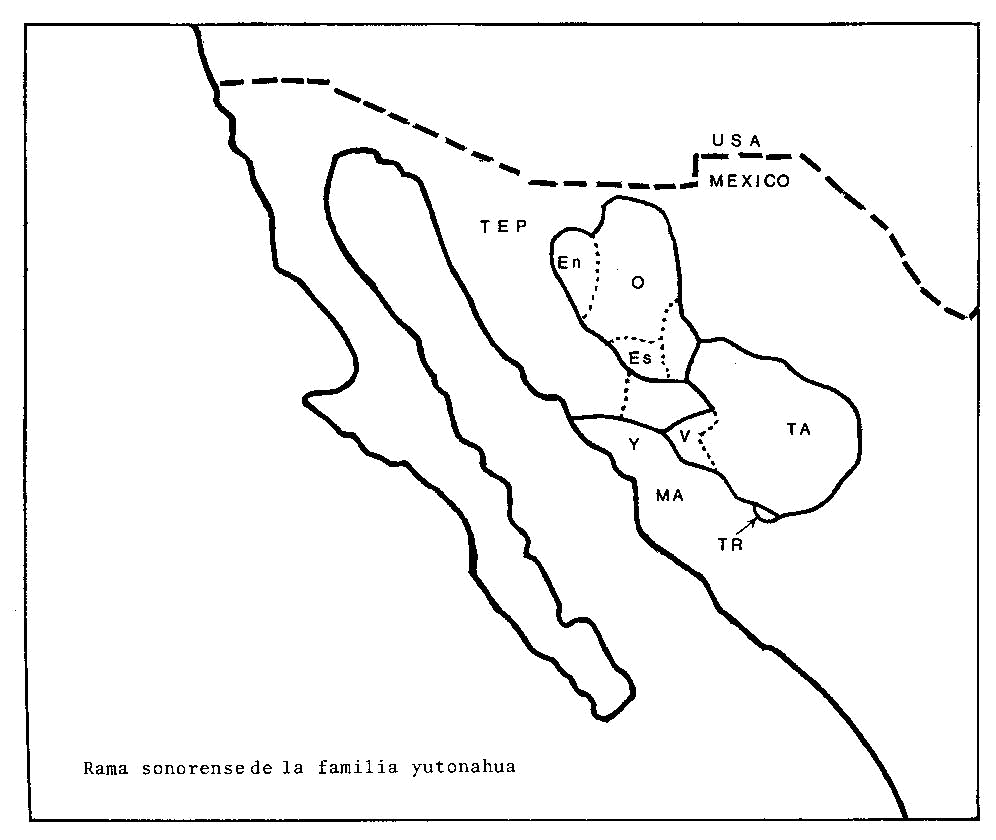 USA
MEXICO
TEP
En
O
Es
TA
Y
V
MA
TR
Rama sonorense de la familia yutonahua